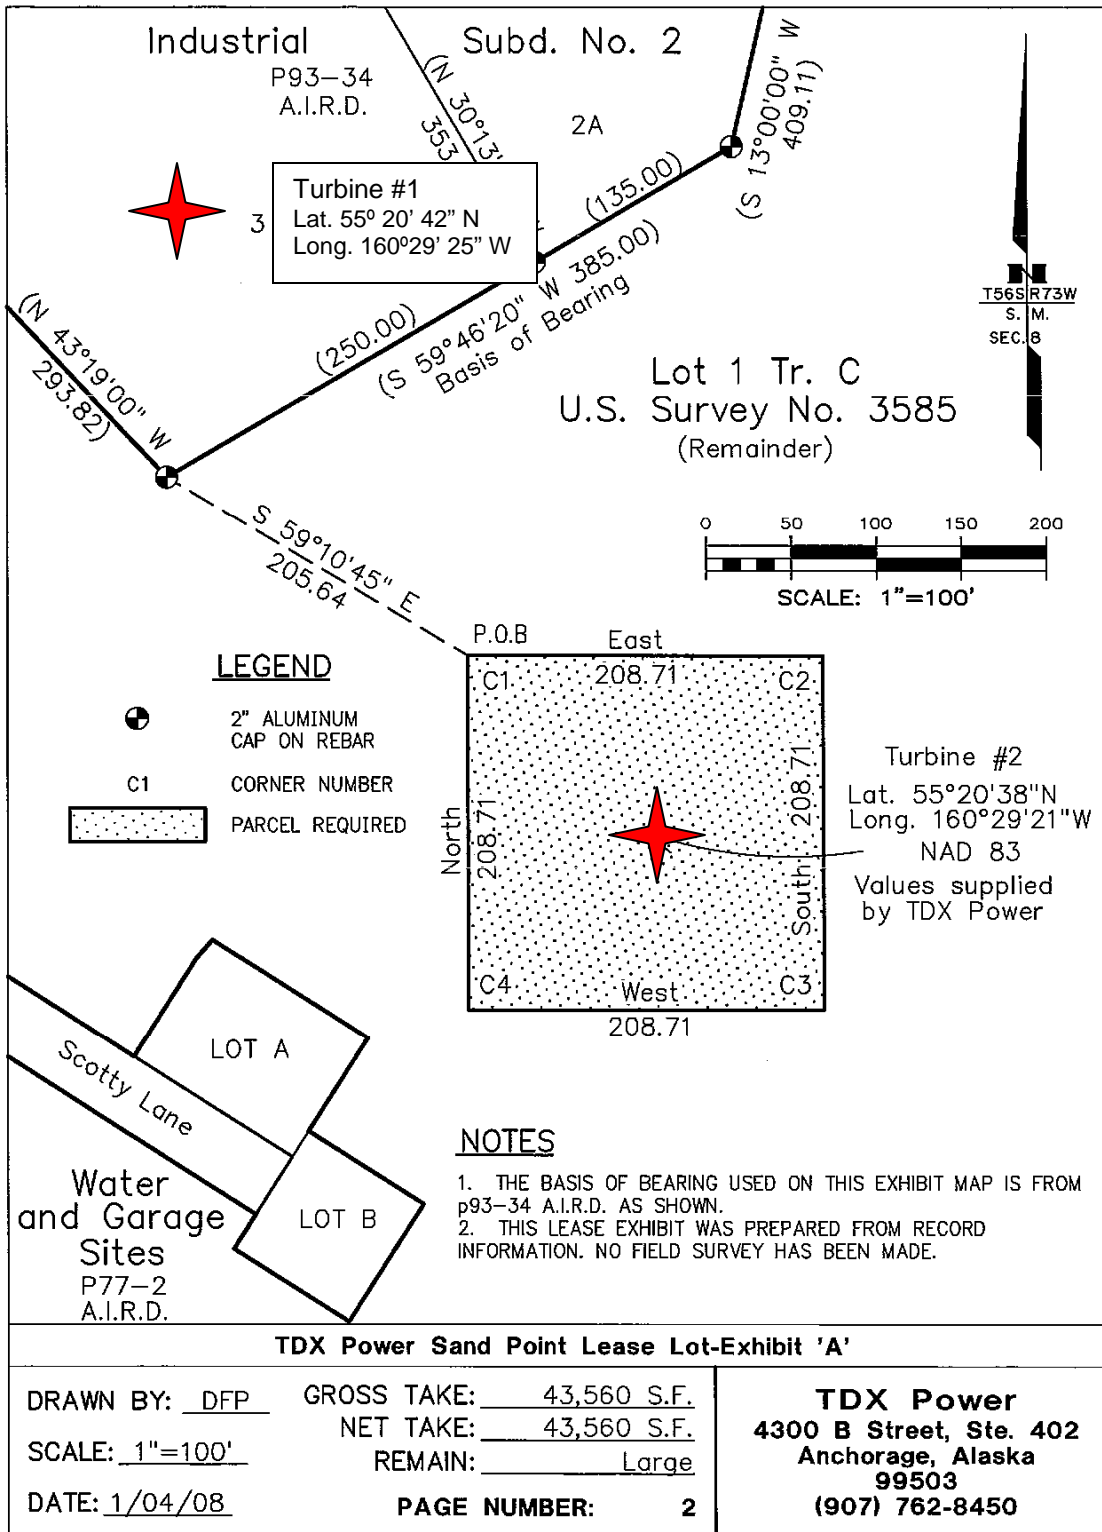 Industrial
P93-34
A.I.R.D.
Subd. No. 2
(N 30°13'
353
2A
(S 13°00'00" W
409.11)
3
Turbine #1
Lat. 55º 20' 42" N
Long. 160º29' 25" W
(135.00)
(250.00)
(S 59°46'20" W 385.00)
Basis of Bearing
(N 43°19'00" W
293.82)
N
T56S R73W
S. M.
SEC. 8
Lot 1 Tr. C
U.S. Survey No. 3585
(Remainder)
0 50 100 150 200
SCALE: 1"=100'
S 59°10'45" E
205.64
P.O.B
East
208.71
C1
C2
North
208.71
South
208.71
C4
C3
West
208.71
Turbine #2
Lat. 55°20'38"N
Long. 160°29'21"W
NAD 83
Values supplied
by TDX Power
LEGEND
2" ALUMINUM
CAP ON REBAR
C1 CORNER NUMBER
PARCEL REQUIRED
LOT A
Scotty Lane
LOT B
Water
and Garage
Sites
P77-2
A.I.R.D.
NOTES
1. THE BASIS OF BEARING USED ON THIS EXHIBIT MAP IS FROM
p93-34 A.I.R.D. AS SHOWN.
2. THIS LEASE EXHIBIT WAS PREPARED FROM RECORD
INFORMATION. NO FIELD SURVEY HAS BEEN MADE.
TDX Power Sand Point Lease Lot-Exhibit 'A'
DRAWN BY: DFP
SCALE: 1"=100'
DATE: 1/04/08
GROSS TAKE: 43,560 S.F.
NET TAKE: 43,560 S.F.
REMAIN: Large
PAGE NUMBER: 2
TDX Power
4300 B Street, Ste. 402
Anchorage, Alaska
99503
(907) 762-8450